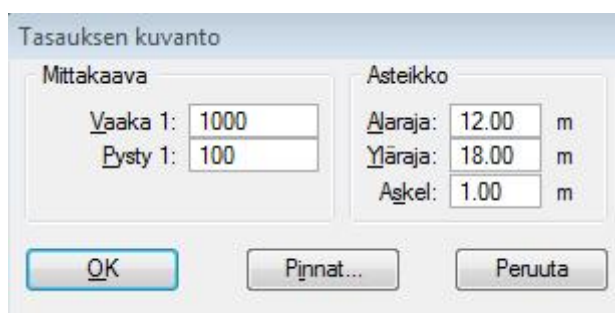 Tasauksen kuvanto
Mittakaava
Vaaka 1: 1000
Pysty 1: 100
Asteikko
Alaraja: 12.00 m
Yläraja: 18.00 m
Askel: 1.00 m
OK
Pinnat...
Peruuta